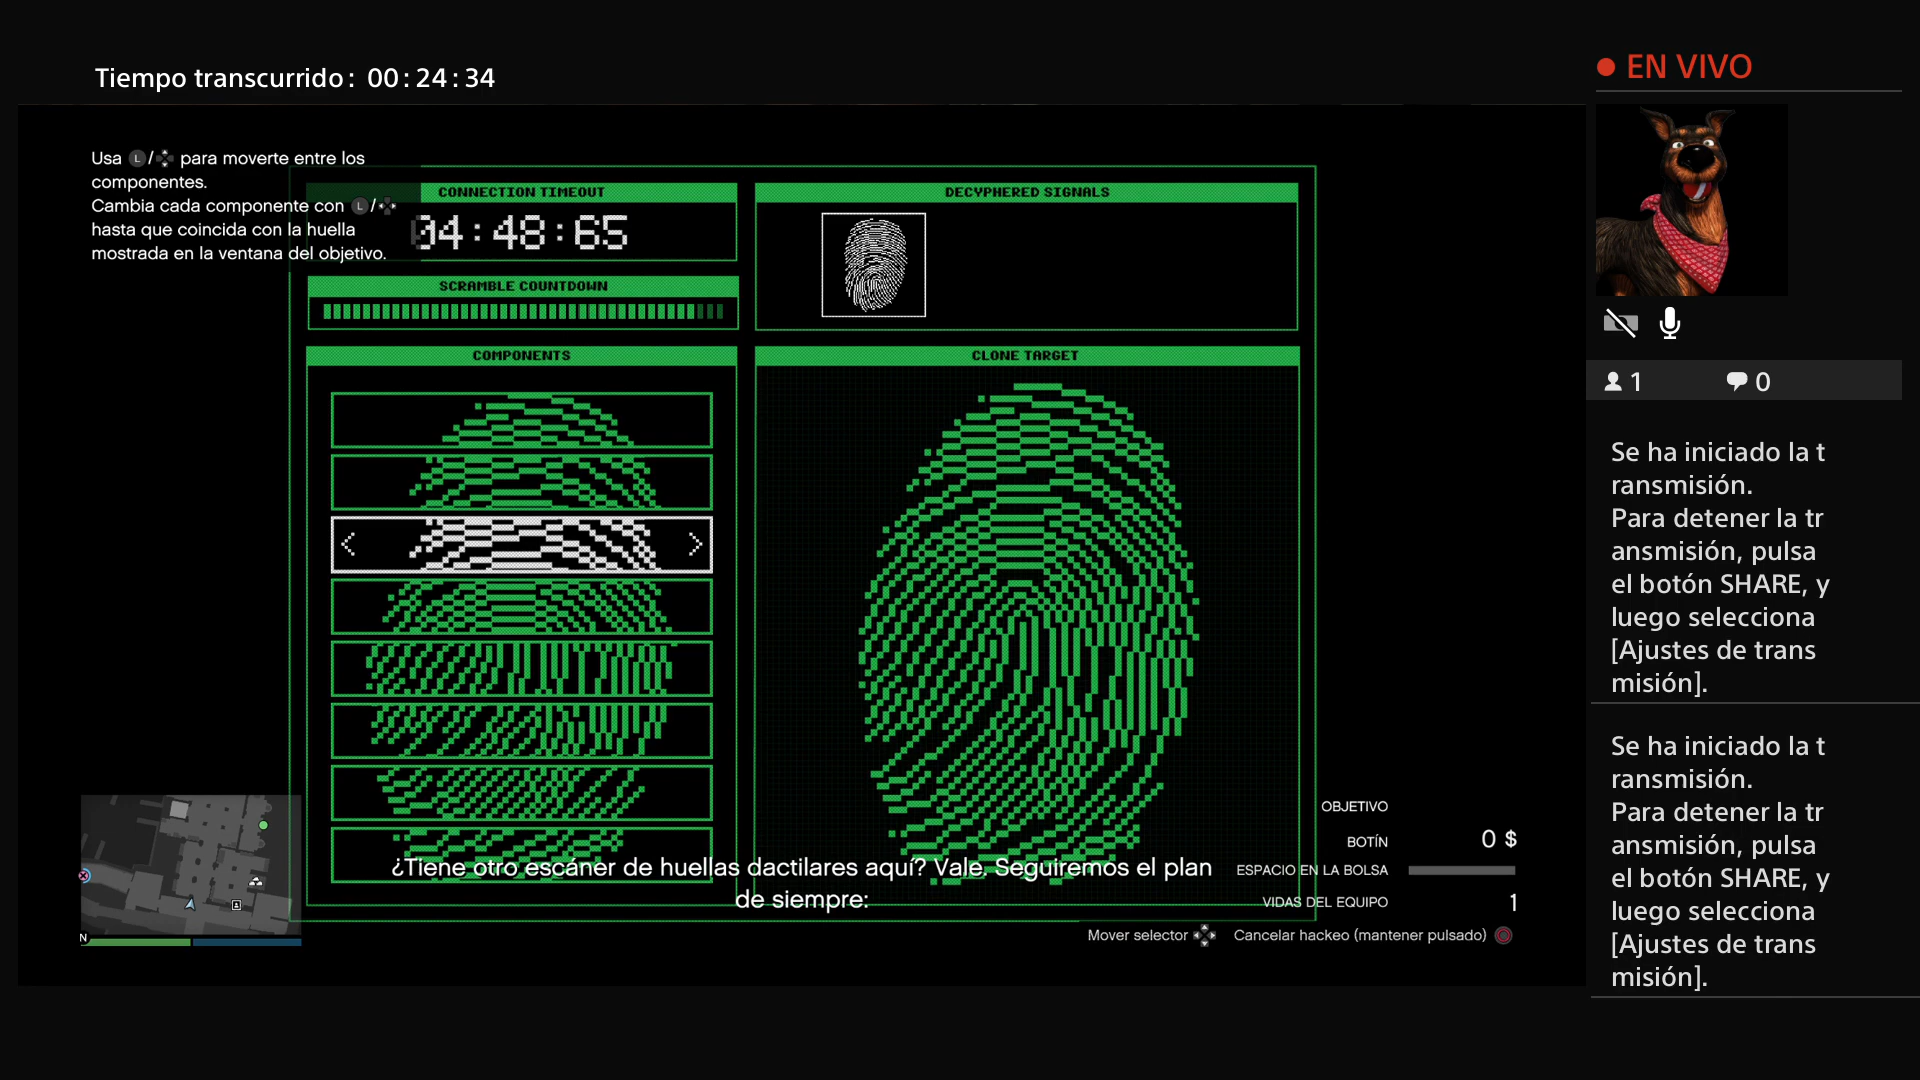 Tiempo transcurrido: 00:24:34
Usa L / para moverte entre los
componentes.
Cambia cada componente con L /
hasta que coincida con la huella
mostrada en la ventana del objetivo.
CONNECTION TIMEOUT
04:48:65
SCRAMBLE COUNTDOWN
DECYPHERED SIGNALS
COMPONENTS
CLONE TARGET
¿Tiene otro escáner de huellas dactilares aquí? Vale. Seguiremos el plan
de siempre:
OBJETIVO
BOTÍN 0 $
ESPACIO EN LA BOLSA
VIDAS DEL EQUIPO 1
Mover selector Cancelar hackeo (mantener pulsado)
N
EN VIVO
1 0
Se ha iniciado la t
ransmisión.
Para detener la tr
ansmisión, pulsa
el botón SHARE, y
luego selecciona
[Ajustes de trans
misión].
Se ha iniciado la t
ransmisión.
Para detener la tr
ansmisión, pulsa
el botón SHARE, y
luego selecciona
[Ajustes de trans
misión].